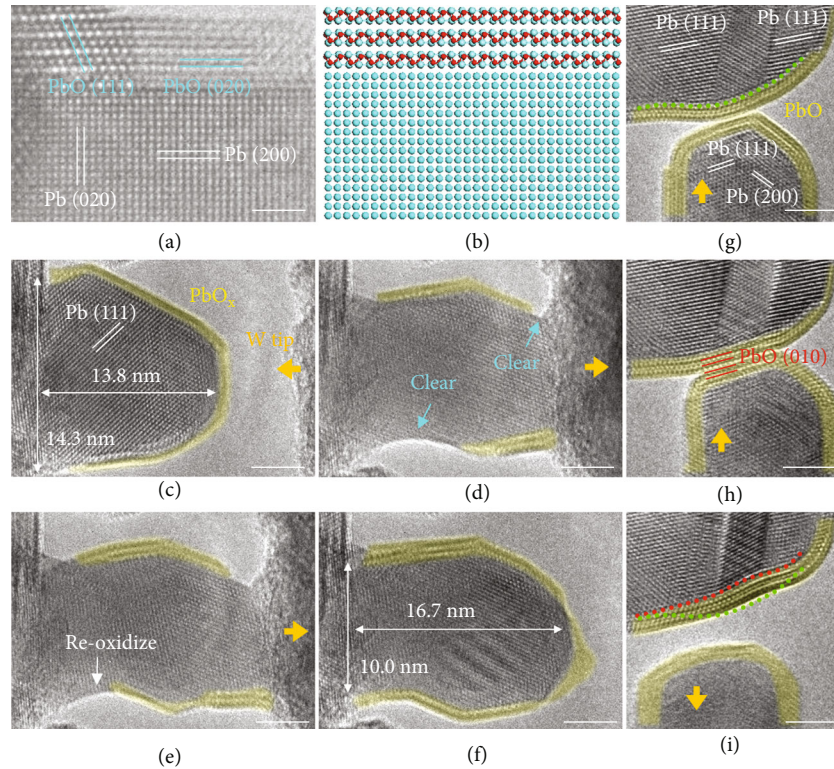 PbO (111)
PbO (020)
Pb (200)
Pb (020)
(a)
(b)
Pb (111)
Pb (111)
PbO
Pb (111)
Pb (200)
(g)
PbOx
Pb (111)
W tip
13.8 nm
14.3 nm
(c)
Clear
Clear
(d)
PbO (010)
(h)
Re-oxidize
(e)
16.7 nm
10.0 nm
(f)
(i)